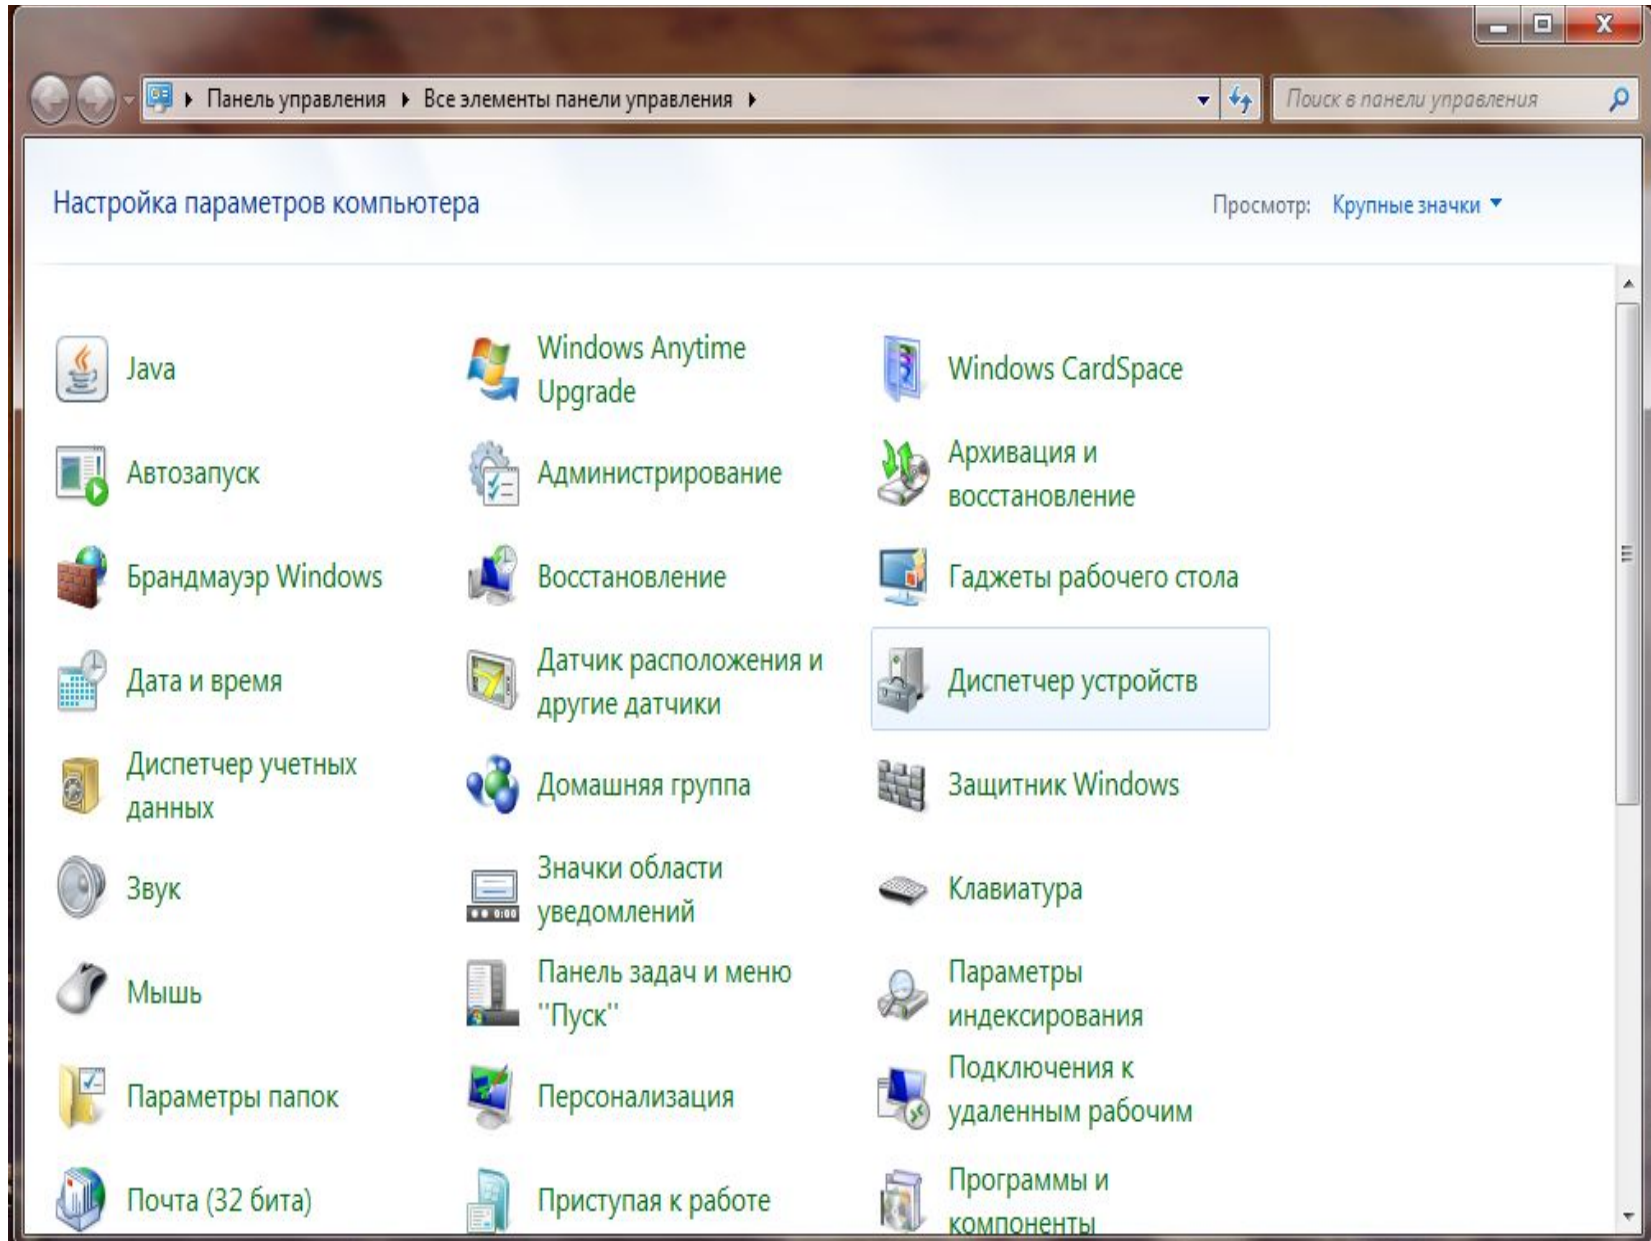 Панель управления ▸ Все элементы панели управления ▸
Поиск в панели управления
Настройка параметров компьютера
Просмотр: Крупные значки
Java
Windows Anytime
Upgrade
Windows CardSpace
Автозапуск
Администрирование
Архивация и
восстановление
Брандмауэр Windows
Восстановление
Гаджеты рабочего стола
Дата и время
Датчик расположения и
другие датчики
Диспетчер устройств
Диспетчер учетных
данных
Домашняя группа
Защитник Windows
Звук
Значки области
уведомлений
Клавиатура
Мышь
Панель задач и меню
"Пуск"
Параметры
индексирования
Параметры папок
Персонализация
Подключения к
удаленным рабочим
Почта (32 бита)
Приступая к работе
Программы и
компоненты